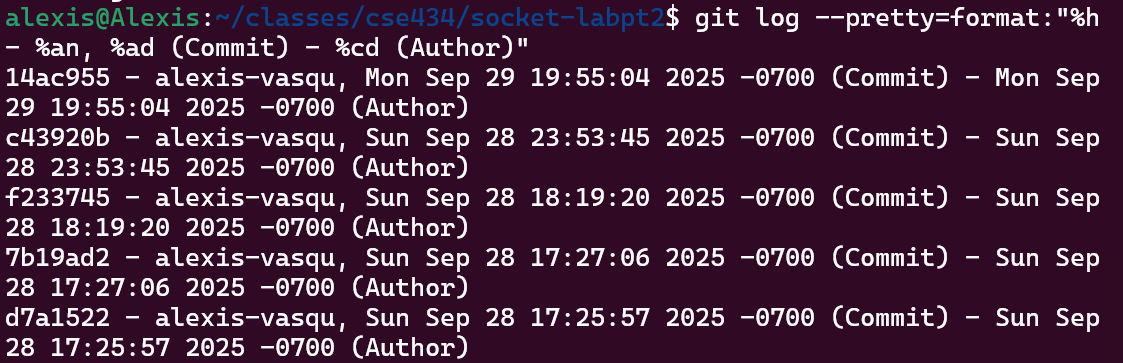 alexis@Alexis:~/classes/cse434/socket-labpt2$ git log --pretty=format:"%h
- %an, %ad (Commit) - %cd (Author)"
14ac955 - alexis-vasqu, Mon Sep 29 19:55:04 2025 -0700 (Commit) - Mon Sep
29 19:55:04 2025 -0700 (Author)
c43920b - alexis-vasqu, Sun Sep 28 23:53:45 2025 -0700 (Commit) - Sun Sep
28 23:53:45 2025 -0700 (Author)
f233745 - alexis-vasqu, Sun Sep 28 18:19:20 2025 -0700 (Commit) - Sun Sep
28 18:19:20 2025 -0700 (Author)
7b19ad2 - alexis-vasqu, Sun Sep 28 17:27:06 2025 -0700 (Commit) - Sun Sep
28 17:27:06 2025 -0700 (Author)
d7a1522 - alexis-vasqu, Sun Sep 28 17:25:57 2025 -0700 (Commit) - Sun Sep
28 17:25:57 2025 -0700 (Author)